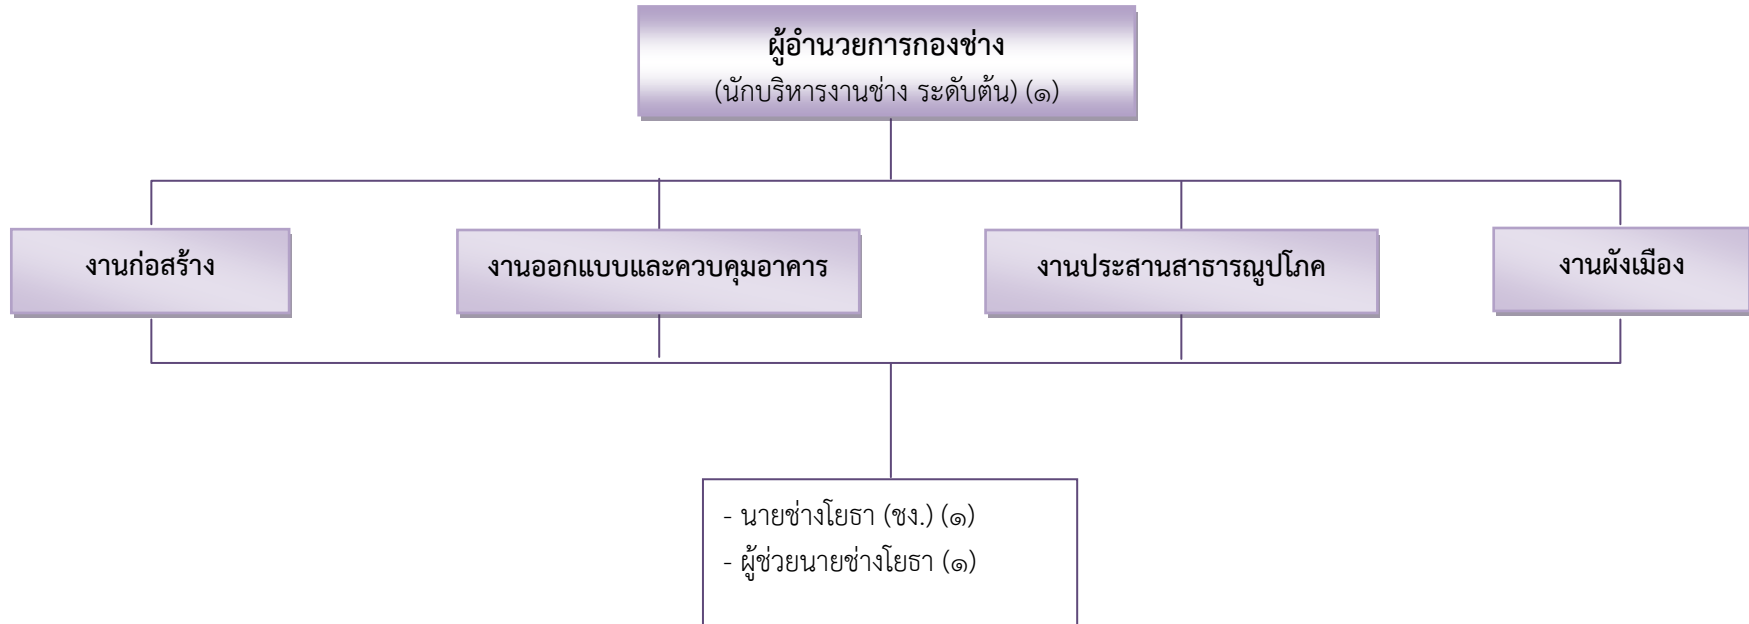 ผู้อำนวยการกองช่าง
(นักบริหารงานช่าง ระดับต้น) (๑)
งานก่อสร้าง
งานออกแบบและควบคุมอาคาร
งานประสานสาธารณูปโภค
งานผังเมือง
- นายช่างโยธา (ชง.) (๑)
- ผู้ช่วยนายช่างโยธา (๑)